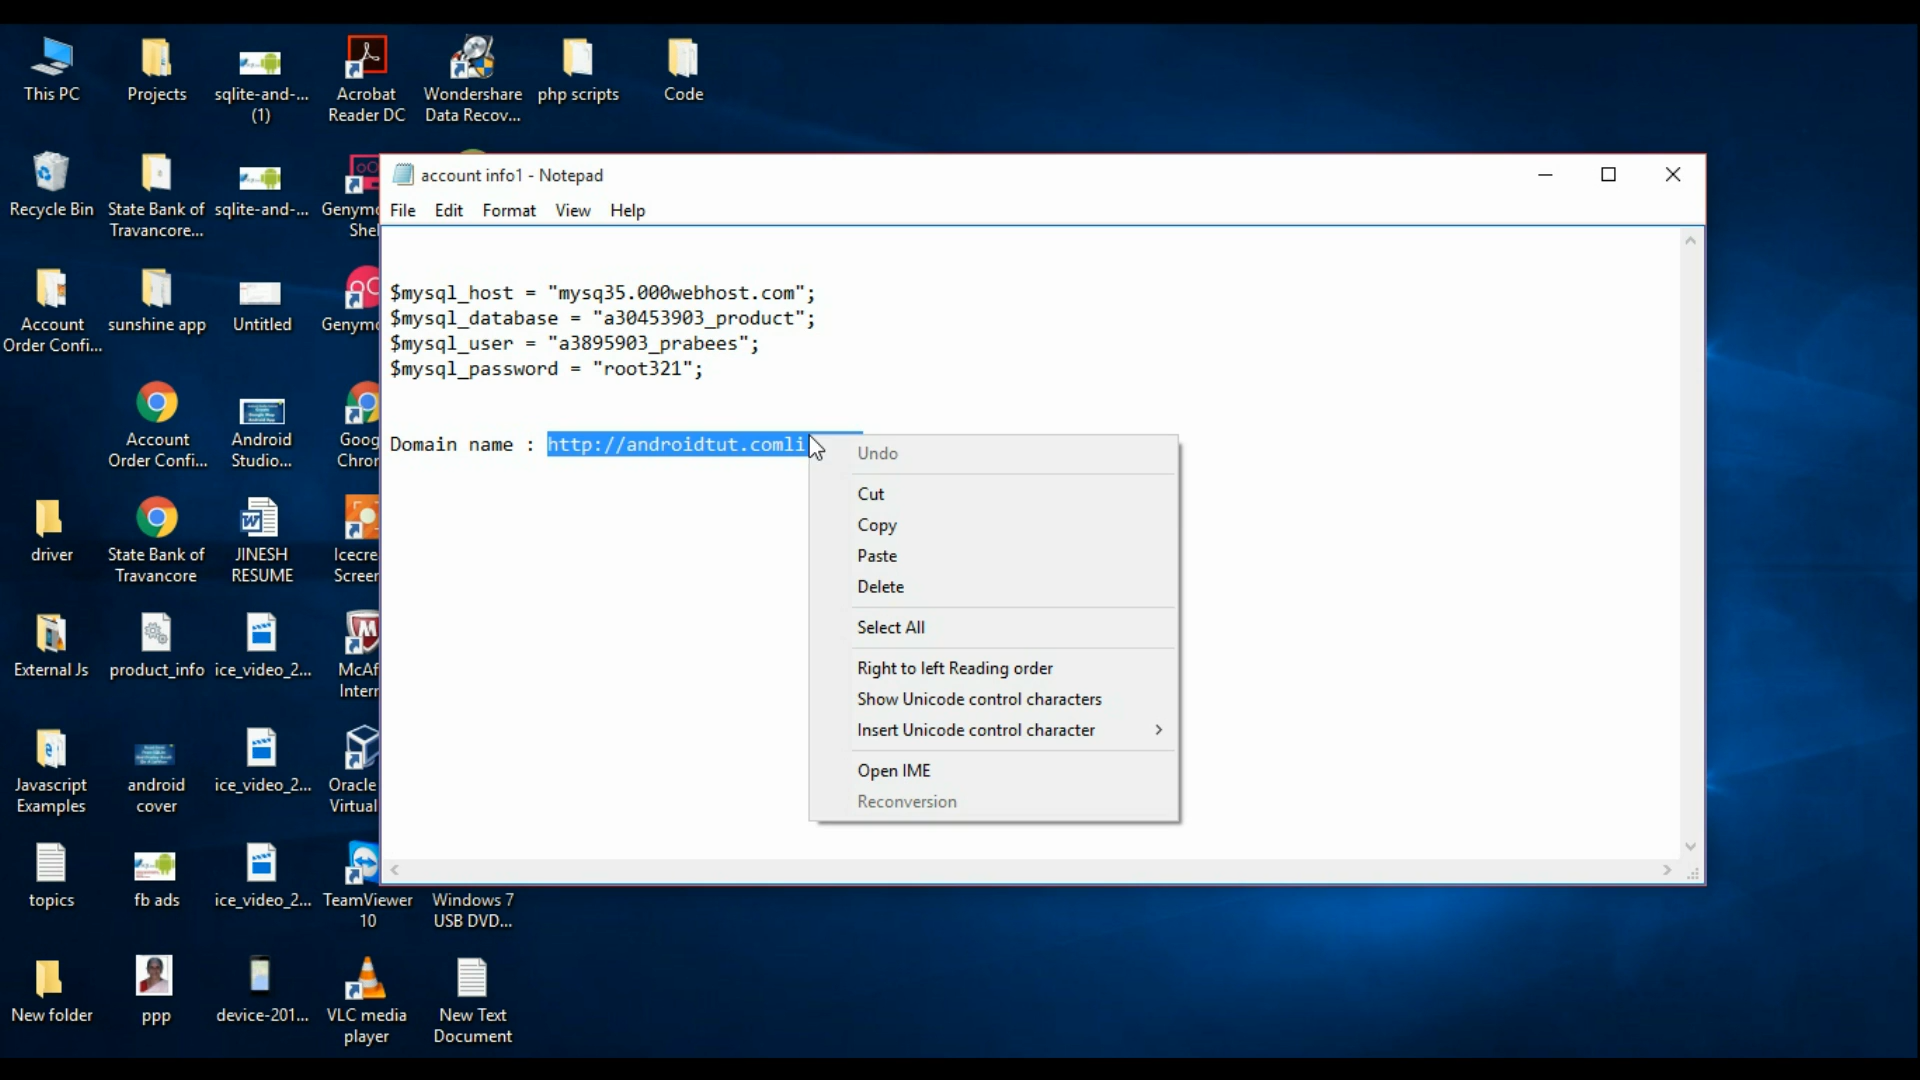 This PC
Projects
sqlite-and-...
(1)
Acrobat
Reader DC
Wondershare
Data Recov...
php scripts
Code
Recycle Bin
State Bank of
Travancore...
sqlite-and-...
Account
Order Confi...
sunshine app
Untitled
Account
Order Confi...
Android
Studio...
driver
State Bank of
Travancore
JINESH
RESUME
External Js
product_info
ice_video_2...
Javascript
Examples
android
cover
ice_video_2...
Oracle
topics
fb ads
ice_video_2...
TeamViewer
10
Windows 7
USB DVD...
New folder
ppp
device-201...
VLC media
player
New Text
Document
account info1 - Notepad
File Edit Format View Help
$mysql_host = "mysq35.000webhost.com";
$mysql_database = "a30453903_product";
$mysql_user = "a3895903_prabees";
$mysql_password = "root321";
Domain name : http://androidtut.comli
Undo
Cut
Copy
Paste
Delete
Select All
Right to left Reading order
Show Unicode control characters
Insert Unicode control character
Open IME
Reconversion